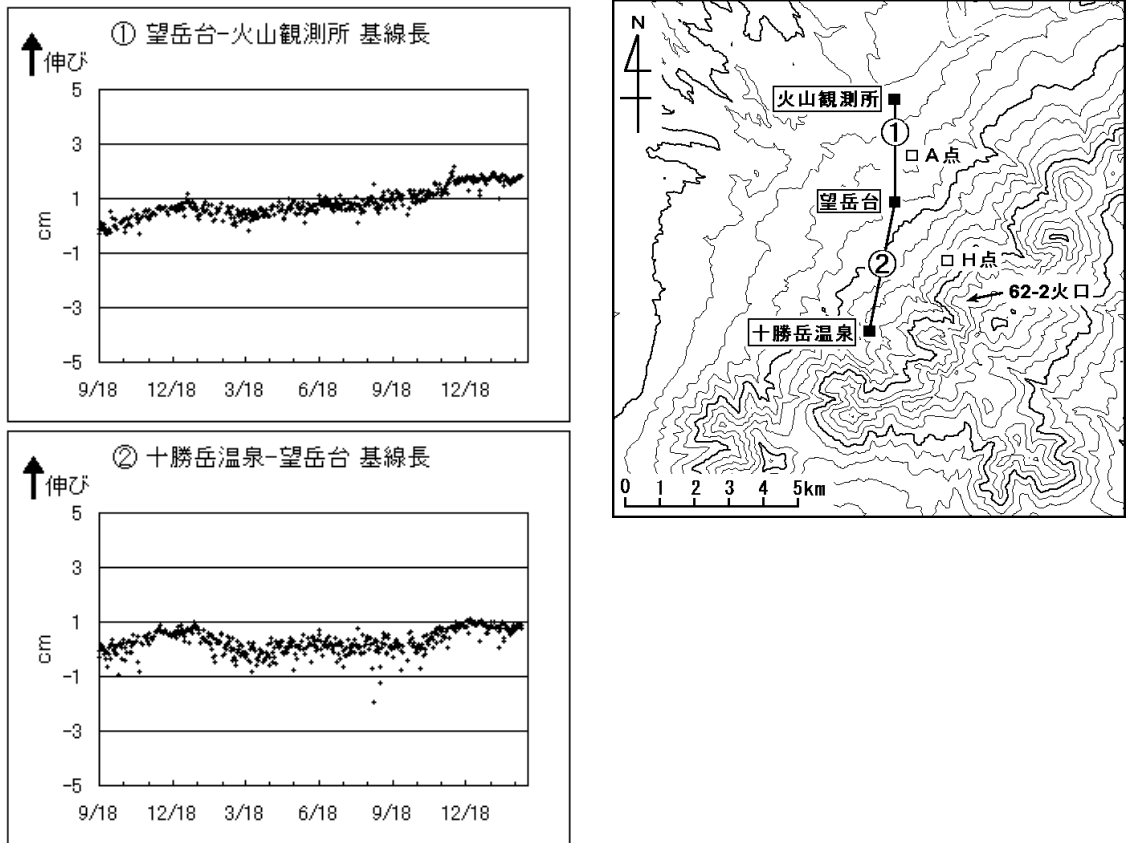 ① 望岳台-火山観測所 基線長
伸び
5
3
1
-1
-3
-5
cm
9/18 12/18 3/18 6/18 9/18 12/18
② 十勝岳温泉-望岳台 基線長
伸び
5
3
1
-1
-3
-5
cm
9/18 12/18 3/18 6/18 9/18 12/18
N
火山観測所
①
A点
望岳台
②
H点
62-2火口
十勝岳温泉
0 1 2 3 4 5km